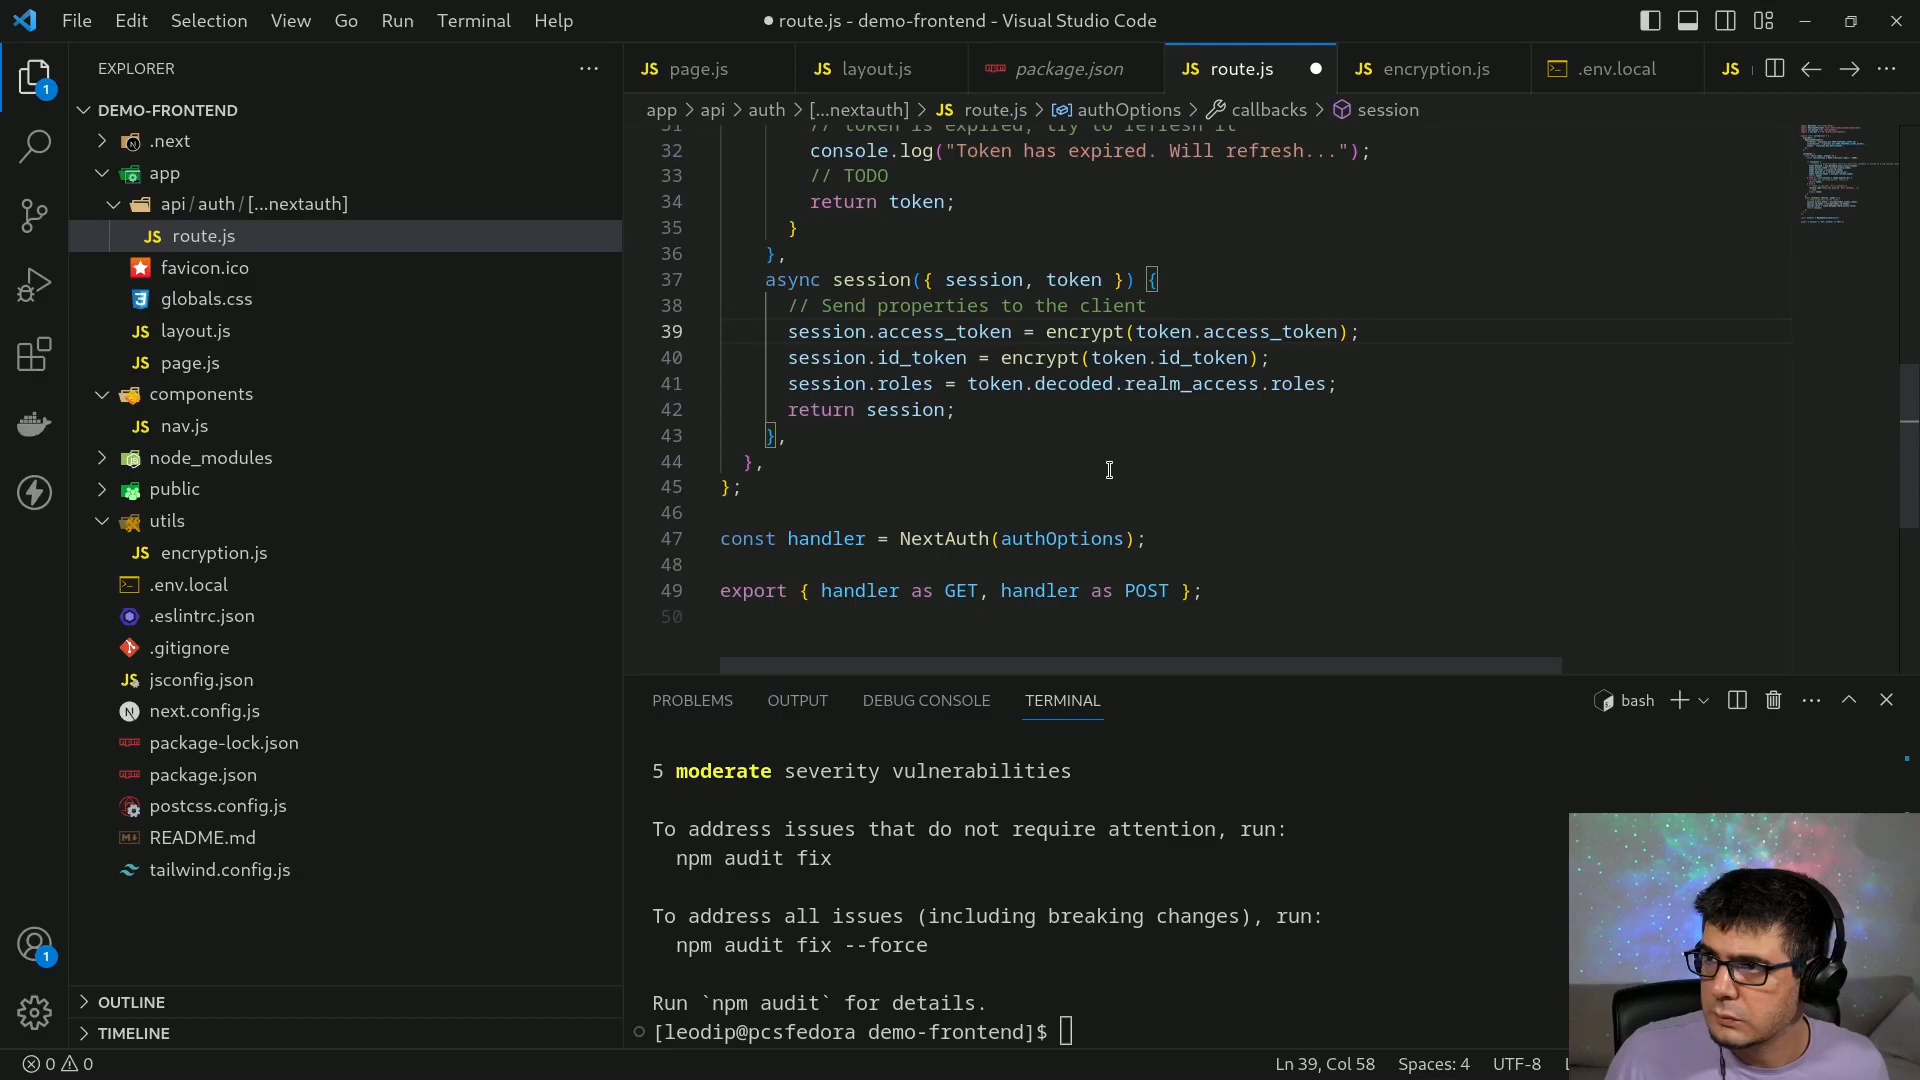 File Edit Selection View Go Run Terminal Help
● route.js - demo-frontend - Visual Studio Code
EXPLORER
DEMO-FRONTEND
.next
app
api / auth / [...nextauth]
route.js
favicon.ico
globals.css
layout.js
page.js
components
nav.js
node_modules
public
utils
encryption.js
.env.local
.eslintrc.json
.gitignore
jsconfig.json
next.config.js
package-lock.json
package.json
postcss.config.js
README.md
tailwind.config.js
OUTLINE
TIMELINE
1
1
JS page.js JS layout.js package.json JS route.js ● JS encryption.js .env.local JS
app > api > auth > [...nextauth] > JS route.js > authOptions > callbacks > session
31 // token is expired, try to refresh it
32 console.log("Token has expired. Will refresh...");
33 // TODO
34 return token;
35 }
36 },
37 async session({ session, token }) {
38 // Send properties to the client
39 session.access_token = encrypt(token.access_token);
40 session.id_token = encrypt(token.id_token);
41 session.roles = token.decoded.realm_access.roles;
42 return session;
43 },
44 },
45 };
46
47 const handler = NextAuth(authOptions);
48
49 export { handler as GET, handler as POST };
50
PROBLEMS OUTPUT DEBUG CONSOLE TERMINAL
bash
5 moderate severity vulnerabilities
To address issues that do not require attention, run:
npm audit fix
To address all issues (including breaking changes), run:
npm audit fix --force
Run `npm audit` for details.
[leodip@pcsfedora demo-frontend]$
0 0
Ln 39, Col 58 Spaces: 4 UTF-8